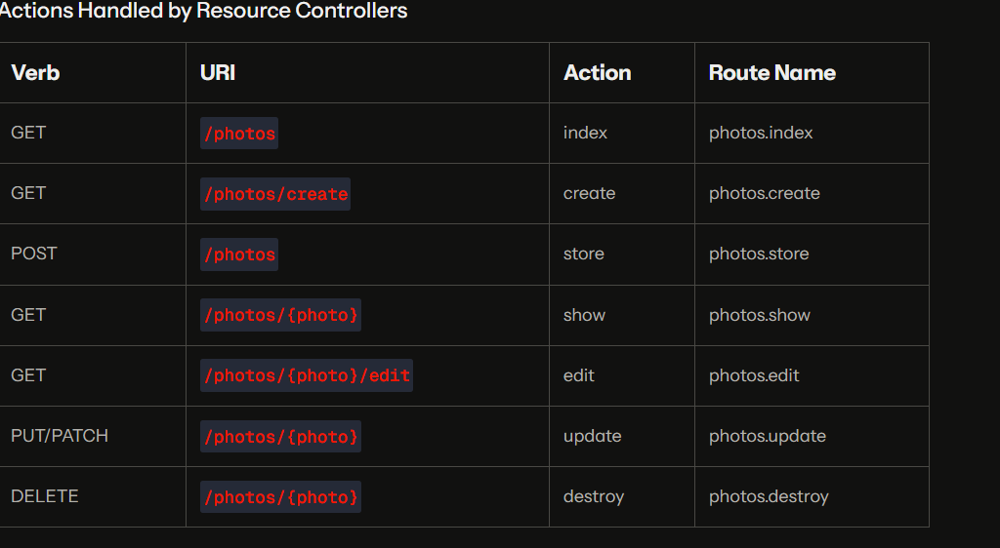 Actions Handled by Resource Controllers
Verb URI Action Route Name
GET /photos index photos.index
GET /photos/create create photos.create
POST /photos store photos.store
GET /photos/{photo} show photos.show
GET /photos/{photo}/edit edit photos.edit
PUT/PATCH /photos/{photo} update photos.update
DELETE /photos/{photo} destroy photos.destroy